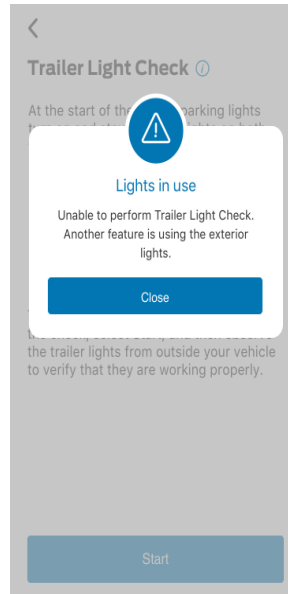 Trailer Light Check
At the start of the parking lights
Lights in use
Unable to perform Trailer Light Check.
Another feature is using the exterior
lights.
Close
the trailer lights from outside your vehicle
to verify that they are working properly.
Start